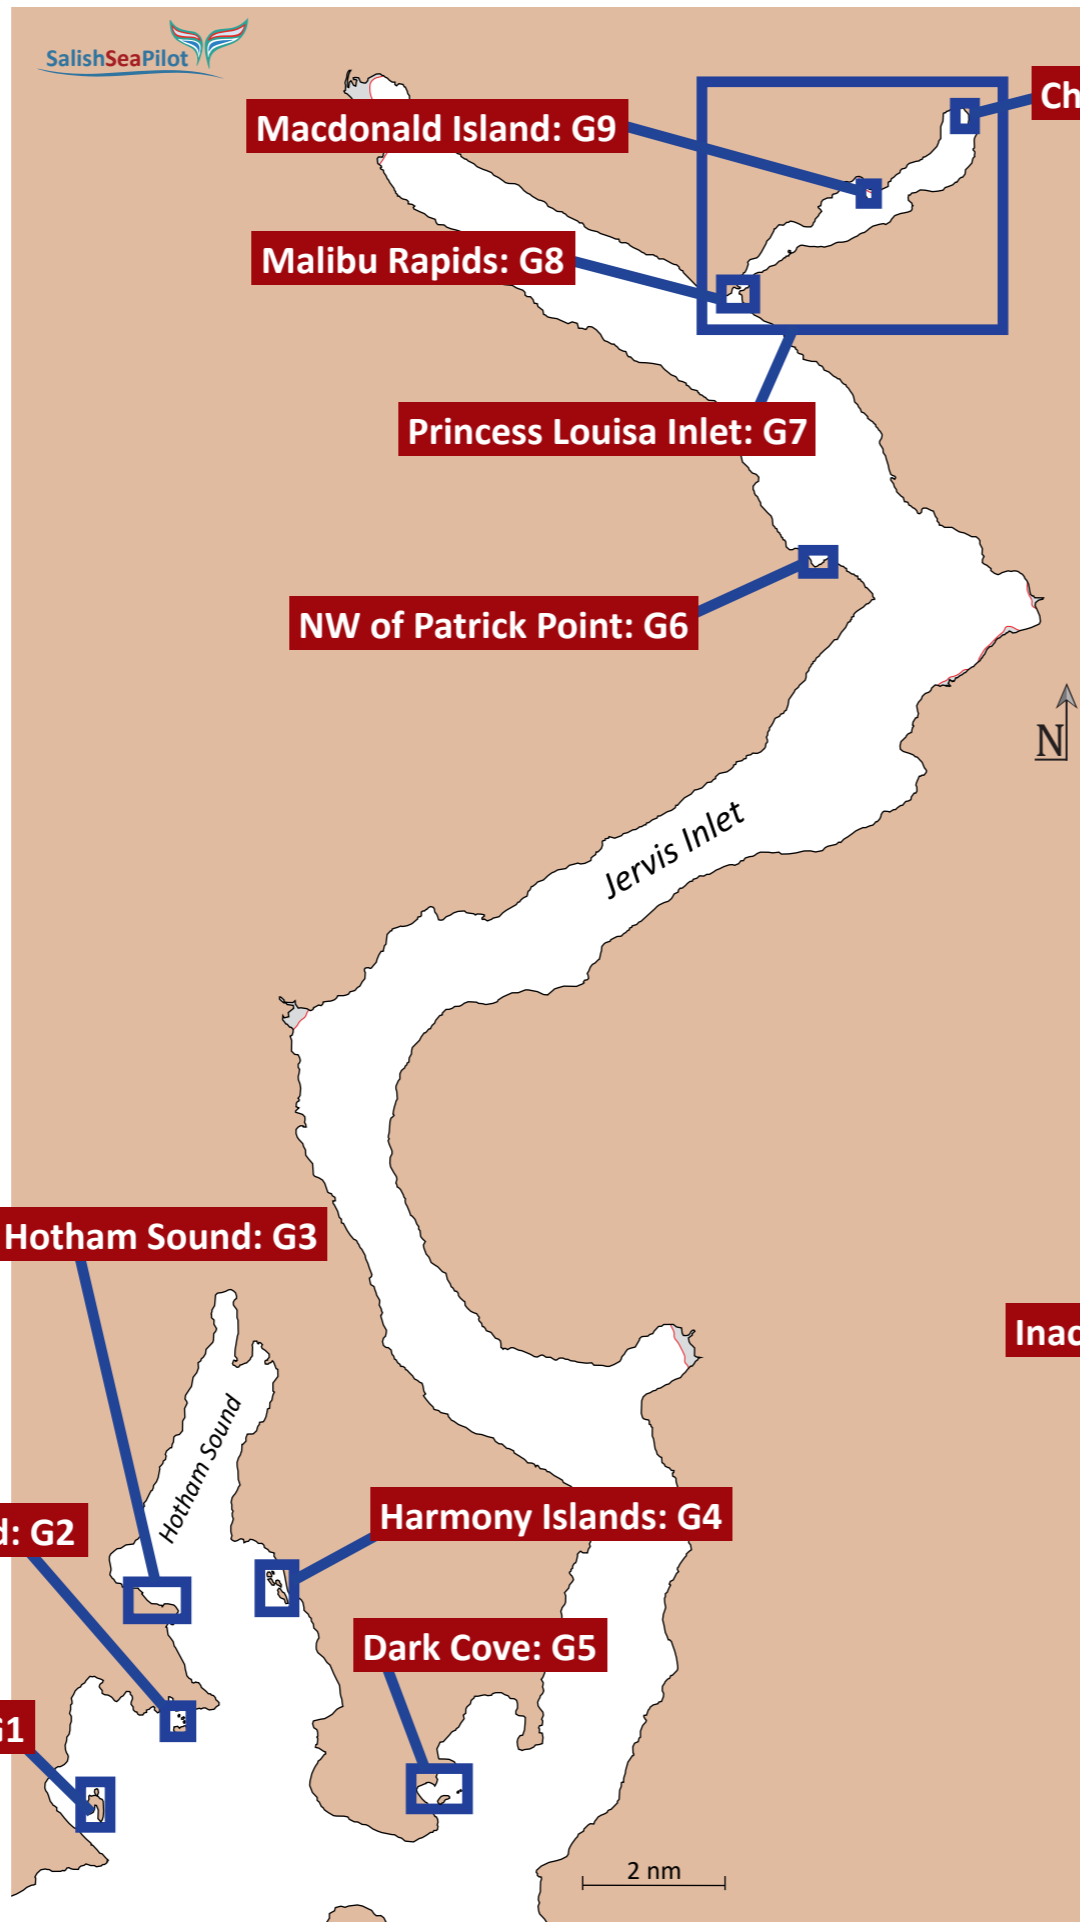 SalishSeaPilot
Ch
Macdonald Island: G9
Malibu Rapids: G8
Princess Louisa Inlet: G7
NW of Patrick Point: G6
N
Jervis Inlet
Hotham Sound: G3
Inac
Hotham Sound
Harmony Islands: G4
d: G2
Dark Cove: G5
G1
2 nm